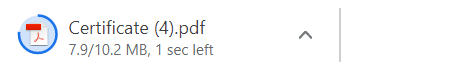 Certificate (4).pdf
7.9/10.2 MB, 1 sec left